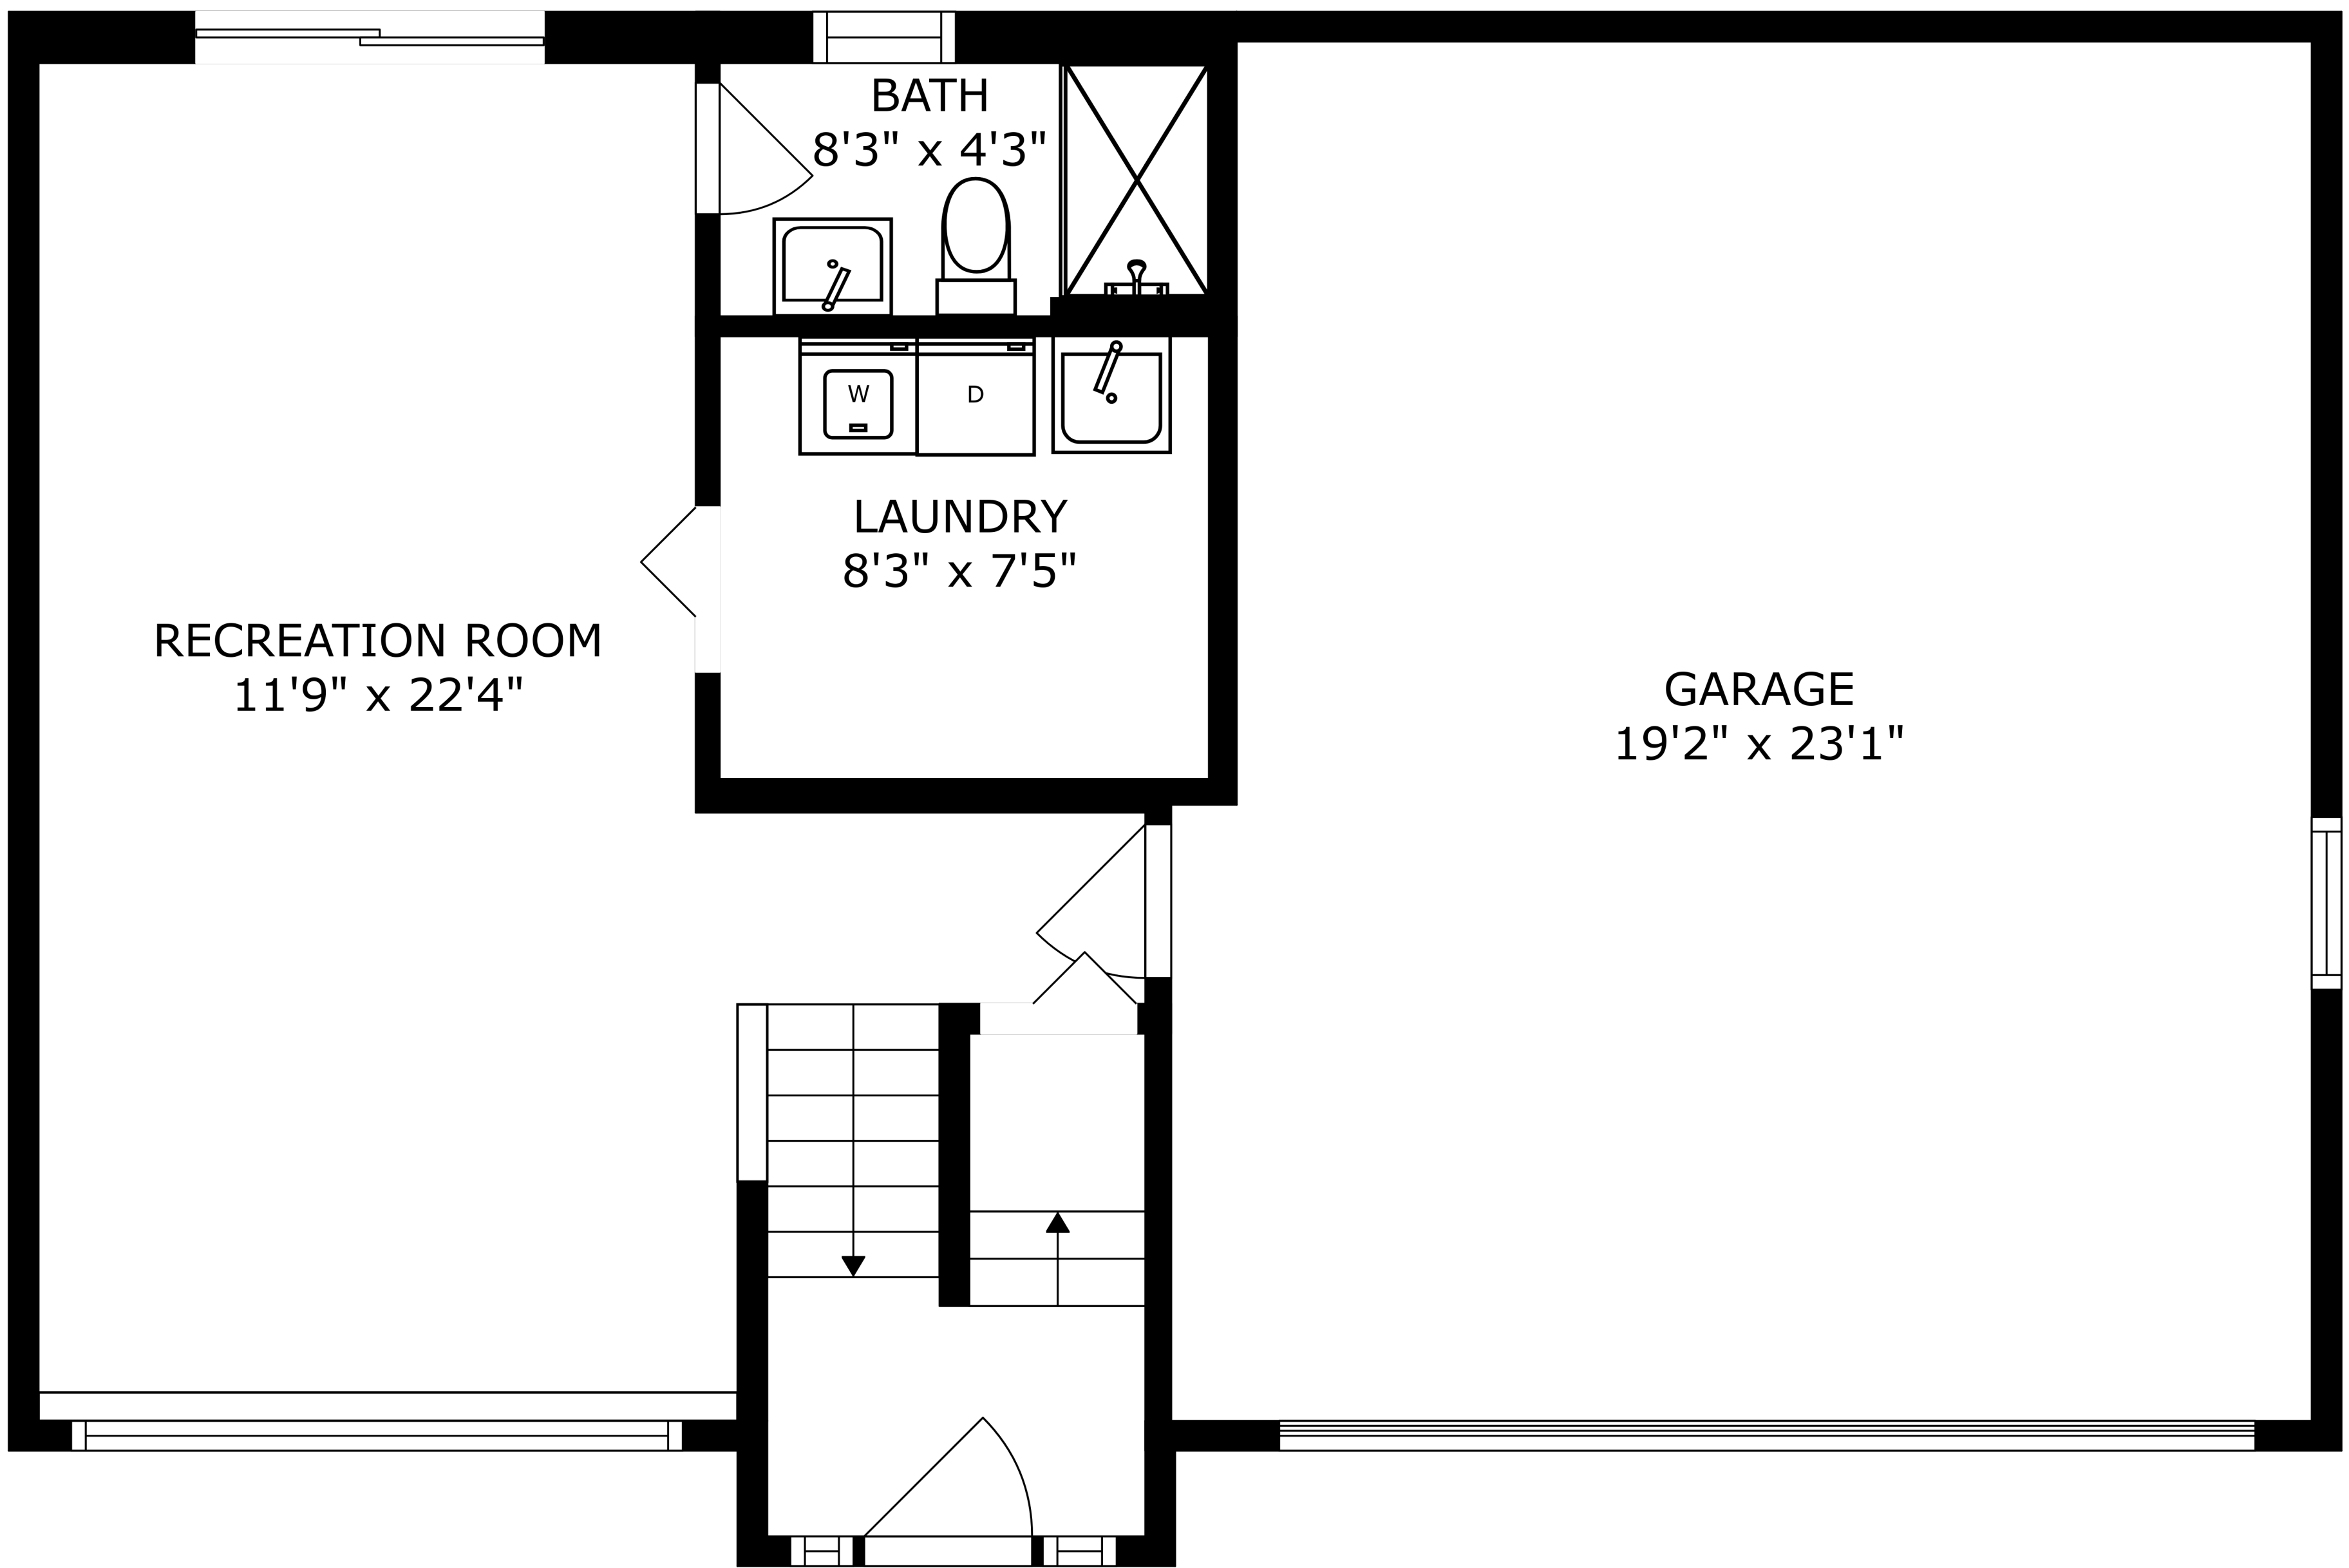 BATH
8'3" x 4'3"
W
D
LAUNDRY
8'3" x 7'5"
RECREATION ROOM
11'9" x 22'4"
GARAGE
19'2" x 23'1"